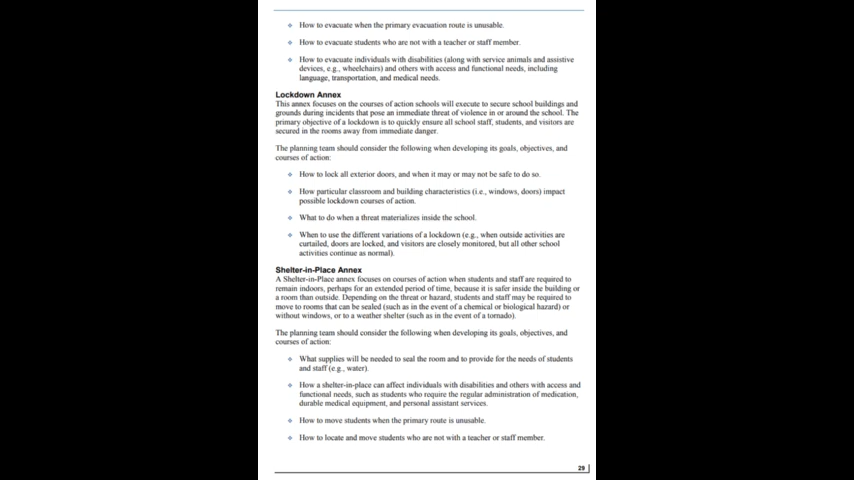 ❖ How to evacuate when the primary evacuation route is unusable.
❖ How to evacuate students who are not with a teacher or staff member.
❖ How to evacuate individuals with disabilities (along with service animals and assistive
devices, e.g., wheelchairs) and others with access and functional needs, including
language, transportation, and medical needs.
Lockdown Annex
This annex focuses on the courses of action schools will execute to secure school buildings and
grounds during incidents that pose an immediate threat of violence in or around the school. The
primary objective of a lockdown is to quickly ensure all school staff, students, and visitors are
secured in the rooms away from immediate danger.
The planning team should consider the following when developing its goals, objectives, and
courses of action:
❖ How to lock all exterior doors, and when it may or may not be safe to do so.
❖ How particular classroom and building characteristics (i.e., windows, doors) impact
possible lockdown courses of action.
❖ What to do when a threat materializes inside the school.
❖ When to use the different variations of a lockdown (e.g., when outside activities are
curtailed, doors are locked, and visitors are closely monitored, but all other school
activities continue as normal).
Shelter-in-Place Annex
A Shelter-in-Place annex focuses on courses of action when students and staff are required to
remain indoors, perhaps for an extended period of time, because it is safer inside the building or
a room than outside. Depending on the threat or hazard, students and staff may be required to
move to rooms that can be sealed (such as in the event of a chemical or biological hazard) or
without windows, or to a weather shelter (such as in the event of a tornado).
The planning team should consider the following when developing its goals, objectives, and
courses of action:
❖ What supplies will be needed to seal the room and to provide for the needs of students
and staff (e.g., water).
❖ How a shelter-in-place can affect individuals with disabilities and others with access and
functional needs, such as students who require the regular administration of medication,
durable medical equipment, and personal assistant services.
❖ How to move students when the primary route is unusable.
❖ How to locate and move students who are not with a teacher or staff member.
29